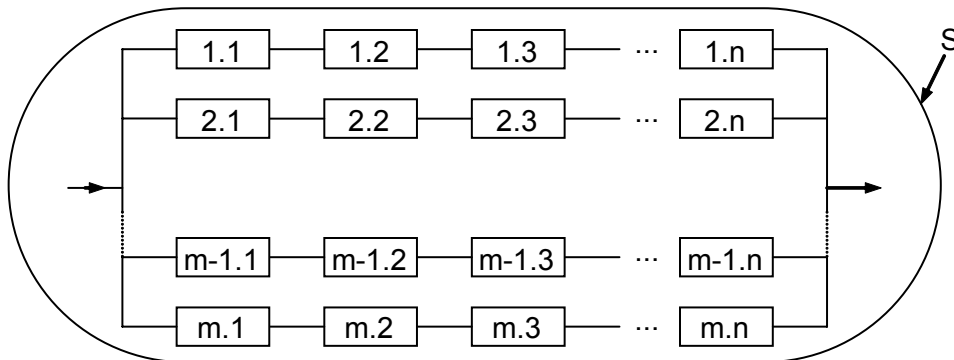 1.1 1.2 1.3 ... 1.n
S
2.1 2.2 2.3 ... 2.n
m-1.1 m-1.2 m-1.3 ... m-1.n
m.1 m.2 m.3 ... m.n